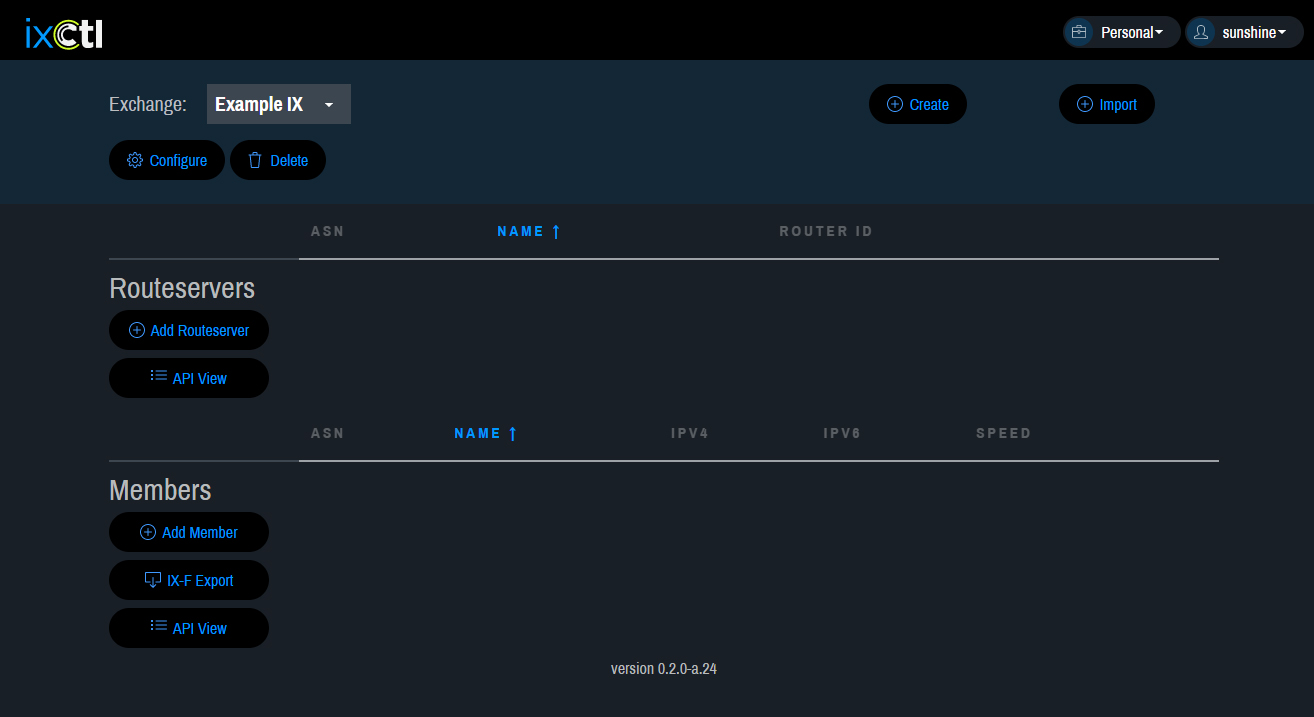 ixctl
Personal
sunshine
Exchange: Example IX
Create
Import
Configure
Delete
ASN NAME ↑ ROUTER ID
Routeservers
Add Routeserver
API View
ASN NAME ↑ IPV4 IPV6 SPEED
Members
Add Member
IX-F Export
API View
version 0.2.0-a.24